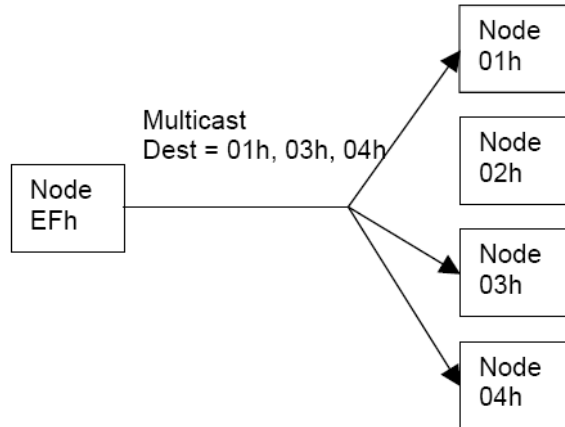 Node
01h
Multicast
Dest = 01h, 03h, 04h
Node
02h
Node
EFh
Node
03h
Node
04h